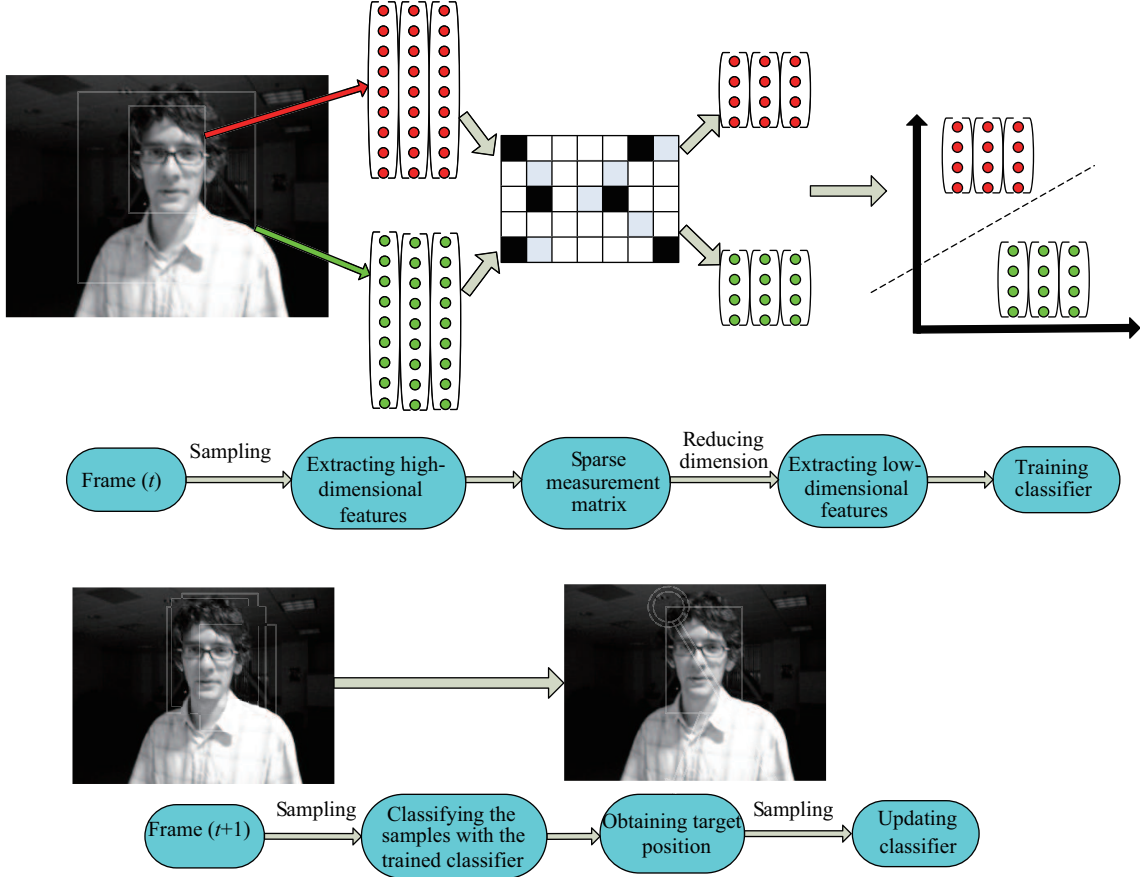 Sampling
Reducing
dimension
Frame (t)
Extracting high-
dimensional
features
Sparse
measurement
matrix
Extracting low-
dimensional
features
Training
classifier
Sampling
Sampling
Frame (t+1)
Classifying the
samples with the
trained classifier
Obtaining target
position
Updating
classifier